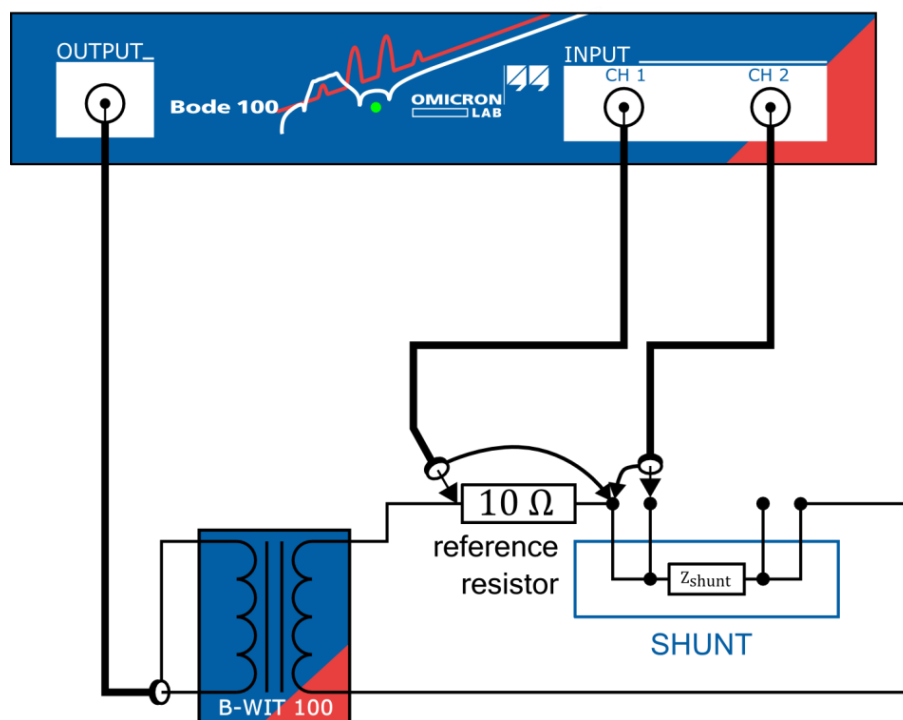 OUTPUT
INPUT
CH 1
CH 2
Bode 100
OMICRON
LAB
10 Ω
reference
resistor
Zshunt
SHUNT
B-WIT 100